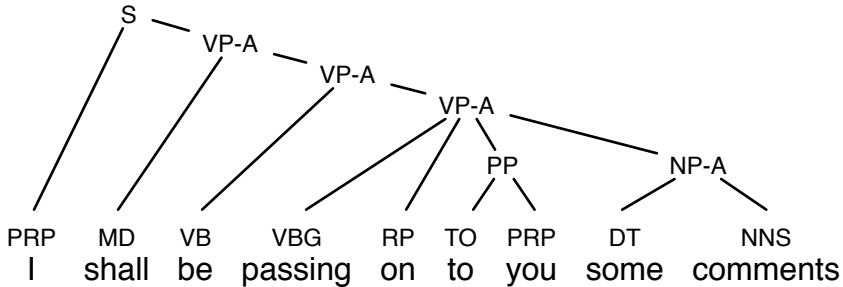 S
VP-A
VP-A
VP-A
PP NP-A
PRP MD VB VBG RP TO PRP DT NNS
I shall be passing on to you some comments